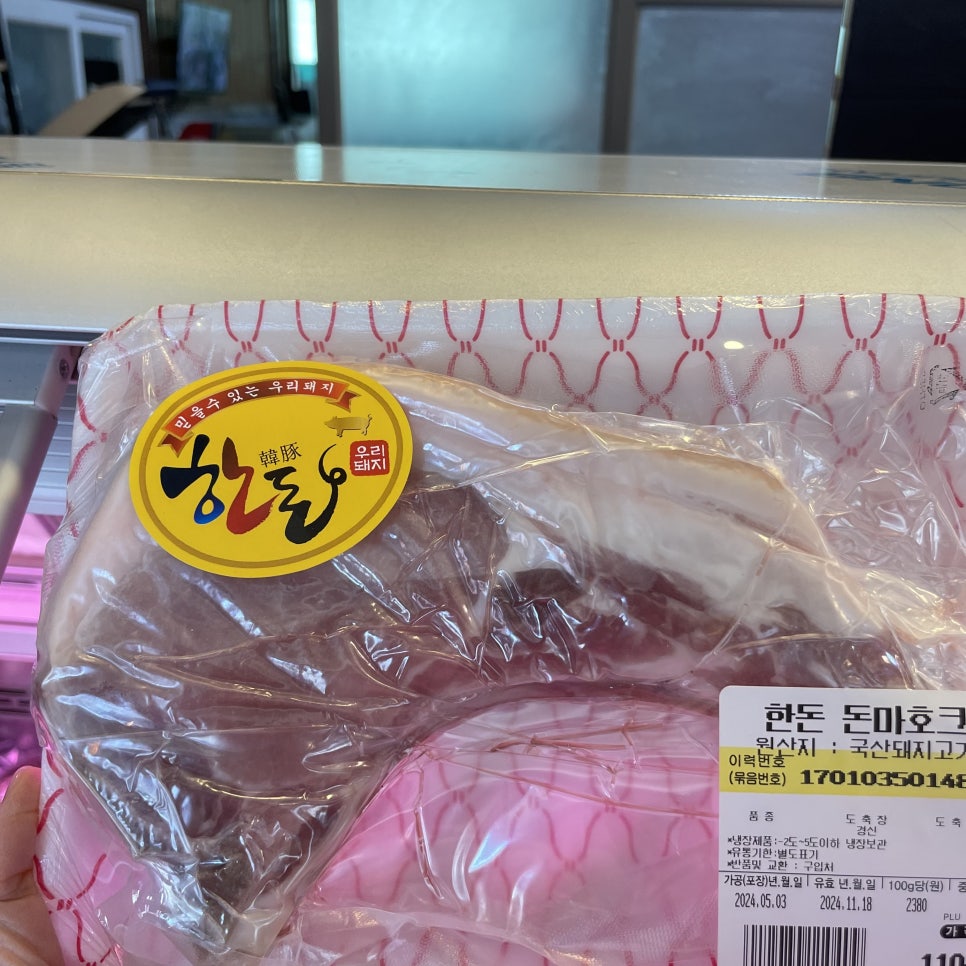 믿을수 있는 우리돼지
韓豚
한돈
우리
돼지
한돈 돈마호크
원산지 : 국산돼지고기
이력번호
(묶음번호) 17010350148
품 종 도 축 장 도 축
경신
*냉장제품:-2도~5도이하 냉장보관
*유통기한:별도표기
*반품및 교환 : 구입처
가공(포장)년.월.일 유효 년.월.일 100g당(원)
2024.05.03 2024.11.18 2380
PLU
가
110